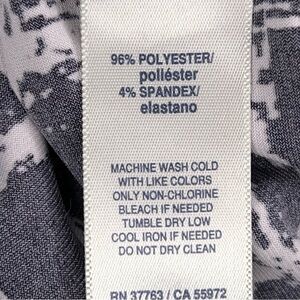 96% POLYESTER/
poliéster
4% SPANDEX/
elastano
MACHINE WASH COLD
WITH LIKE COLORS
ONLY NON-CHLORINE
BLEACH IF NEEDED
TUMBLE DRY LOW
COOL IRON IF NEEDED
DO NOT DRY CLEAN
RN 37763 / CA 55972